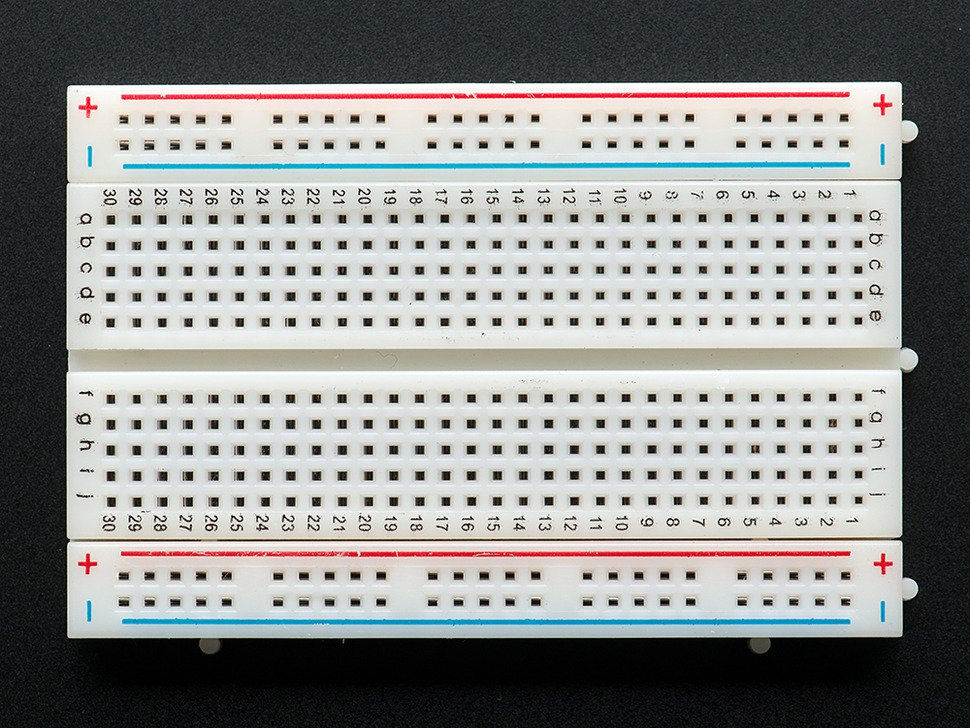 + +
− −
30 29 28 27 26 25 24 23 22 21 20 19 18 17 16 15 14 13 12 11 10 9 8 7 6 5 4 3 2 1
a a
b b
c c
d d
e e
f f
g g
h h
i i
j j
30 29 28 27 26 25 24 23 22 21 20 19 18 17 16 15 14 13 12 11 10 9 8 7 6 5 4 3 2 1
+ +
− −